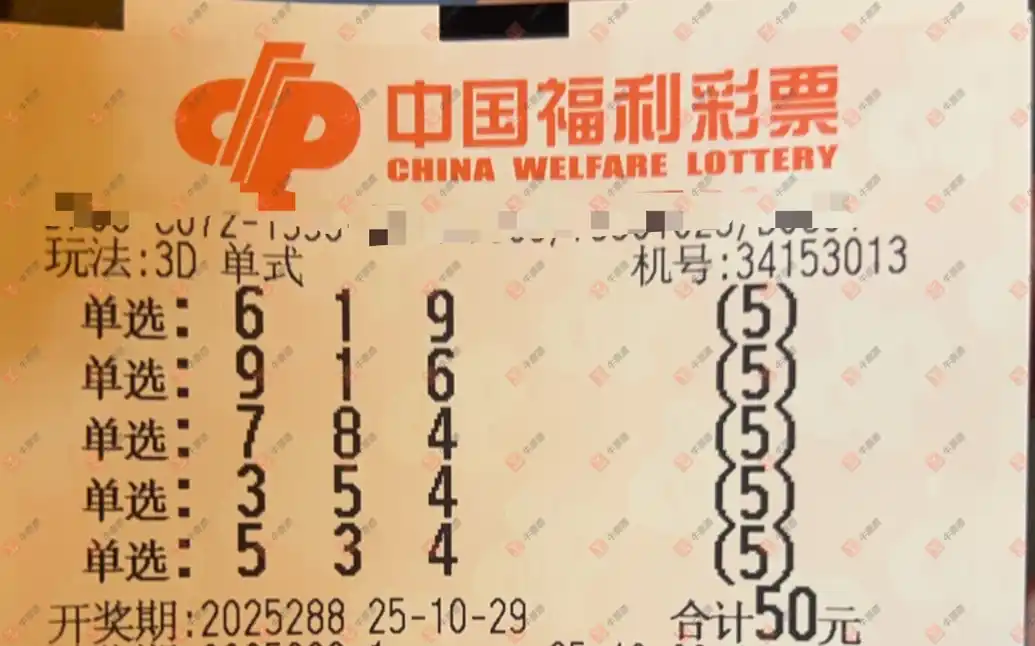 中国福利彩票
CHINA WELFARE LOTTERY
玩法:3D 单式 机号:34153013
单选: 6 1 9 (5)
单选: 9 1 6 (5)
单选: 7 8 4 (5)
单选: 3 5 4 (5)
单选: 5 3 4 (5)
开奖期:2025288 25-10-29 合计50元